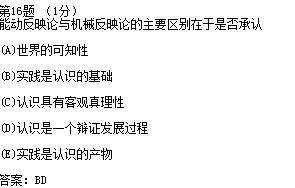 第16题 （1分）
能动反映论与机械反映论的主要区别在于是否承认
(A)世界的可知性
(B)实践是认识的基础
(C)认识具有客观真理性
(D)认识是一个辩证发展过程
(E)实践是认识的产物
答案: BD